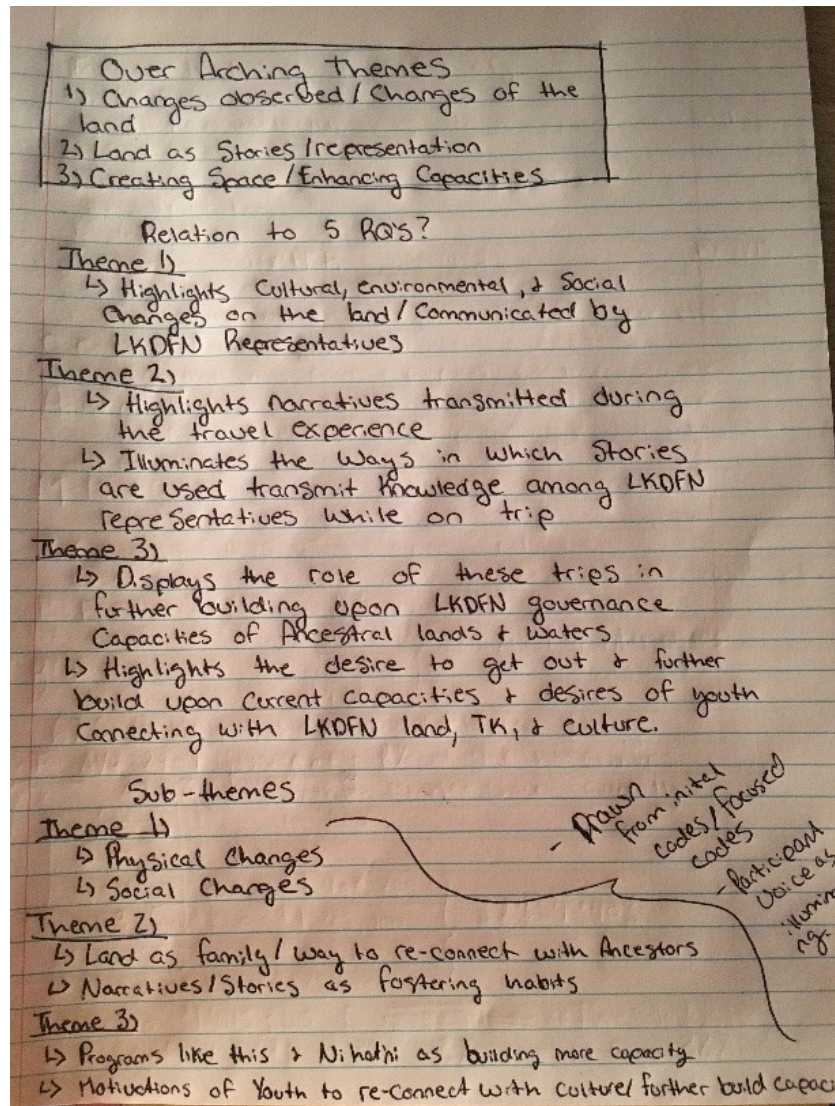 Over Arching Themes
1) Changes observed / Changes of the
land
2) Land as Stories / representation
3) Creating Space / Enhancing Capacities
Relation to 5 RQ's?
Theme 1)
↳ Highlights Cultural, environmental, & Social
Changes on the land / Communicated by
LKDFN Representatives
Theme 2)
↳ Highlights narratives transmitted during
the travel experience
↳ Illuminates the Ways in which Stories
are used transmit knowledge among LKDFN
representatives while on trip
Theme 3)
↳ Displays the role of these trips in
further building upon LKDFN governance
Capacities of Ancestral lands & waters
↳ Highlights the desire to get out & further
build upon current capacities & desires of youth
Connecting with LKDFN land, TK, & culture.
Sub-themes
Theme 1)
↳ Physical Changes
↳ Social Changes
Theme 2)
↳ Land as family / way to re-connect with Ancestors
↳ Narratives / Stories as fostering habits
Theme 3)
↳ Programs like this & Ni hat'ni as building more capacity
↳ Motivations of Youth to re-connect with culture / further build capac
- Drawn
from inital
codes / focused
codes
- Participant
Voice as
illumin
ng.